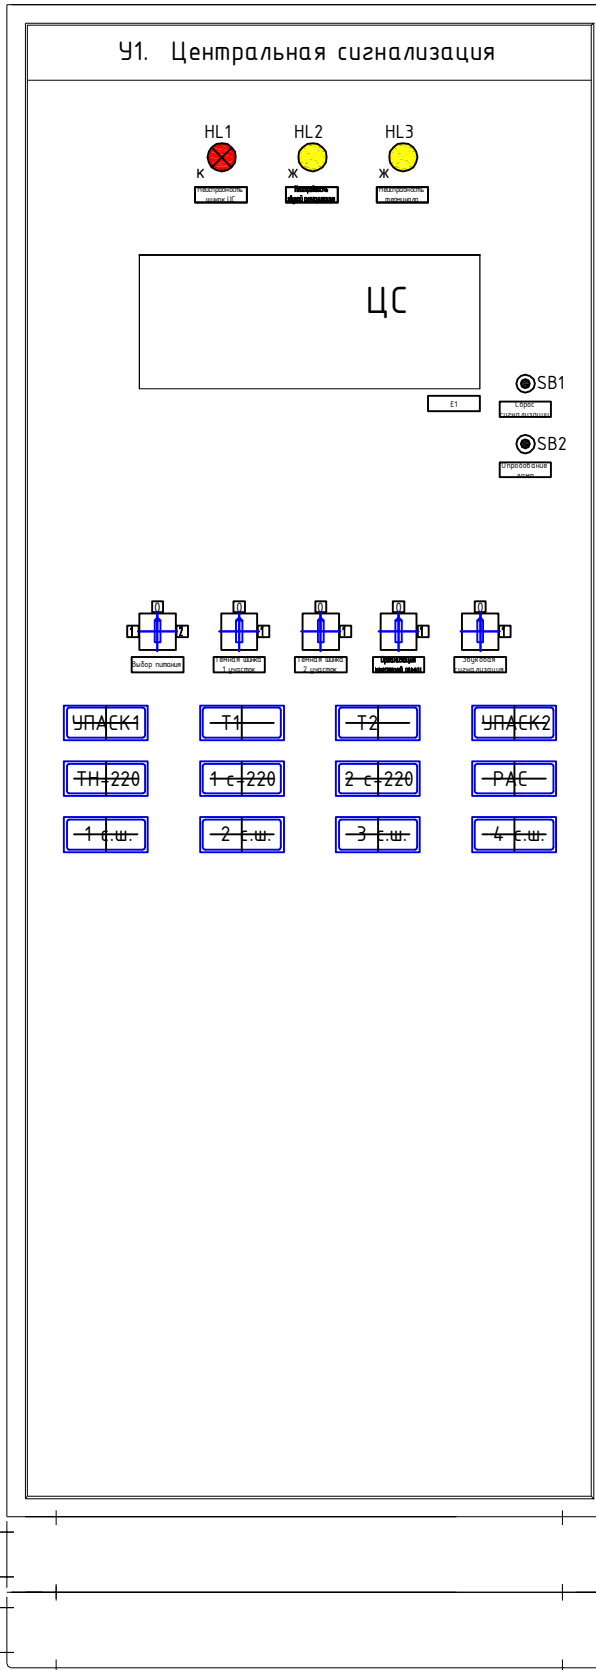 У1. Центральная сигнализация
HL1 HL2 HL3
К Ж Ж
Неисправность
шинок ЦС
Неисправность
терминала
ЦС
SB1
E1
Сброс
сигнализации
SB2
Опробование
ламп
0 0 0 0 0
1 2 1 1 1 1
Выбор питания
Темная шинка
1 участок
Темная шинка
2 участок
Звуковая
сигнализация
УПАСК1 Т1 Т2 УПАСК2
ТН-220 1 с-220 2 с-220 РАС
1 с.ш. 2 с.ш. 3 с.ш. 4 с.ш.